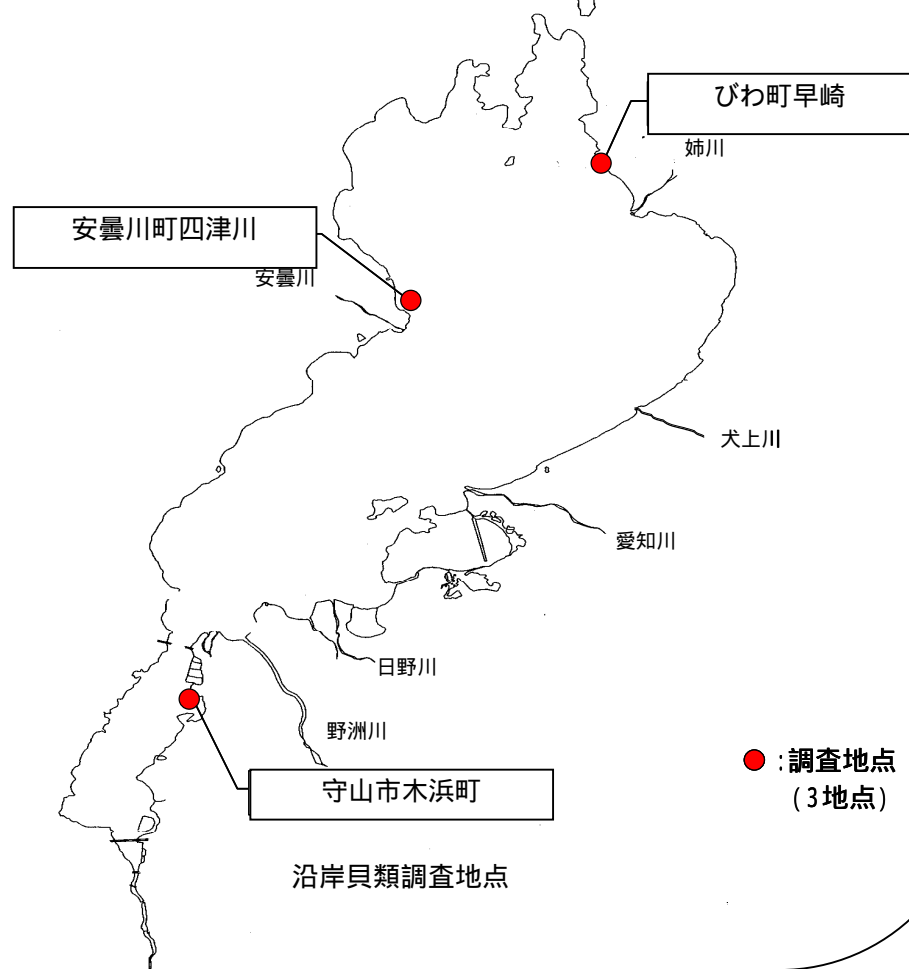 びわ町早崎
姉川
安曇川町四津川
安曇川
犬上川
愛知川
日野川
野洲川
守山市木浜町
:調査地点
(3地点)
沿岸貝類調査地点